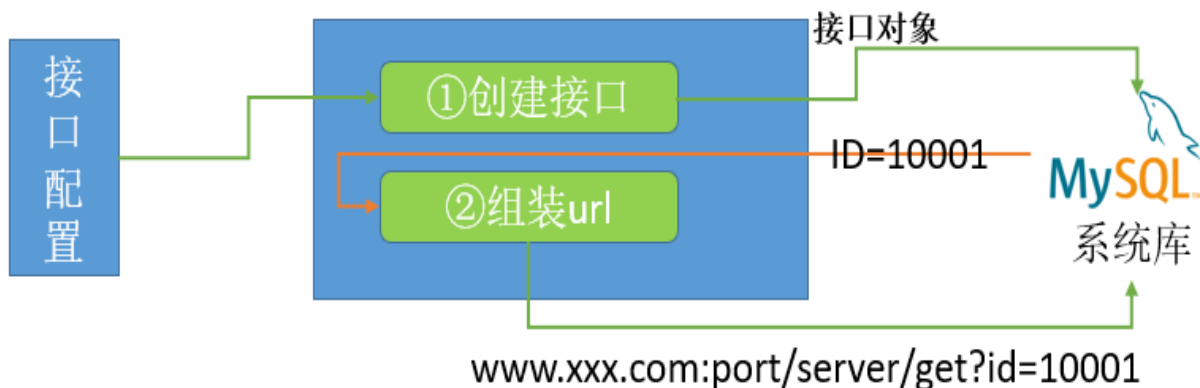 接口配置
接口对象
①创建接口
ID=10001
②组装url
MySQL
系统库
www.xxx.com:port/server/get?id=10001